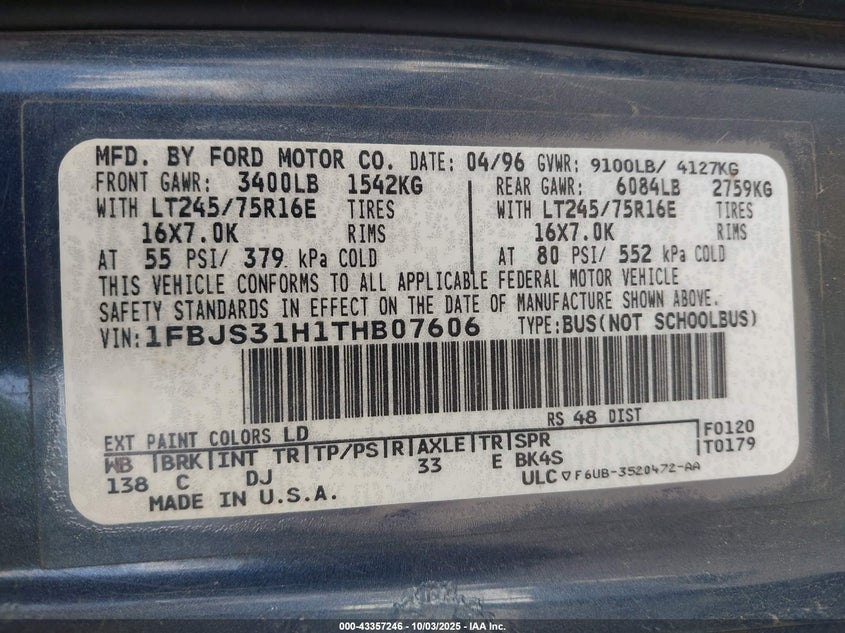 MFD. BY FORD MOTOR CO. DATE: 04/96 GVWR: 9100LB/ 4127KG
FRONT GAWR: 3400LB 1542KG REAR GAWR: 6084LB 2759KG
WITH LT245/75R16E TIRES WITH LT245/75R16E TIRES
16X7.0K RIMS 16X7.0K RIMS
AT 55 PSI/ 379 kPa COLD AT 80 PSI/ 552 kPa COLD
THIS VEHICLE CONFORMS TO ALL APPLICABLE FEDERAL MOTOR VEHICLE
SAFETY STANDARDS IN EFFECT ON THE DATE OF MANUFACTURE SHOWN ABOVE.
VIN: 1FBJS31H1THB07606 TYPE: BUS(NOT SCHOOLBUS)
RS 48 DIST
EXT PAINT COLORS LD F0120
WB BRK INT TR TP/PS R AXLE TR SPR T0179
138 C DJ 33 E BK4S
ULC F6UB-3520472-AA
MADE IN U.S.A.
000-43357246 - 10/03/2025 - IAA Inc.